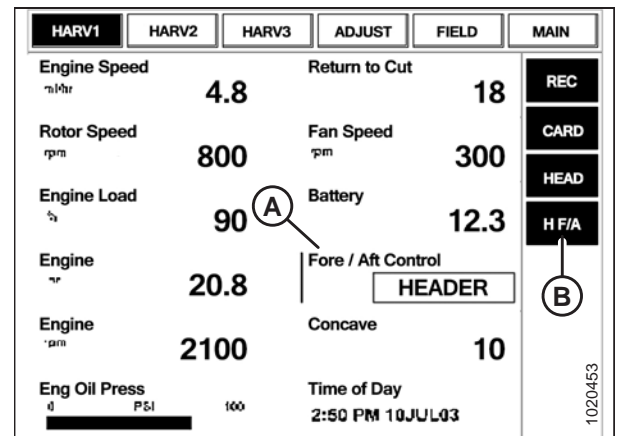 HARV1 HARV2 HARV3 ADJUST FIELD MAIN
Engine Speed Return to Cut REC
4.8 18
Rotor Speed Fan Speed CARD
rpm rpm
800 300
HEAD
Engine Load Battery
90 A 12.3 H F/A
Engine Fore / Aft Control
20.8 HEADER B
Engine Concave
rpm
2100 10
Eng Oil Press Time of Day
0 PSI 100
2:50 PM 10JUL03
1020453